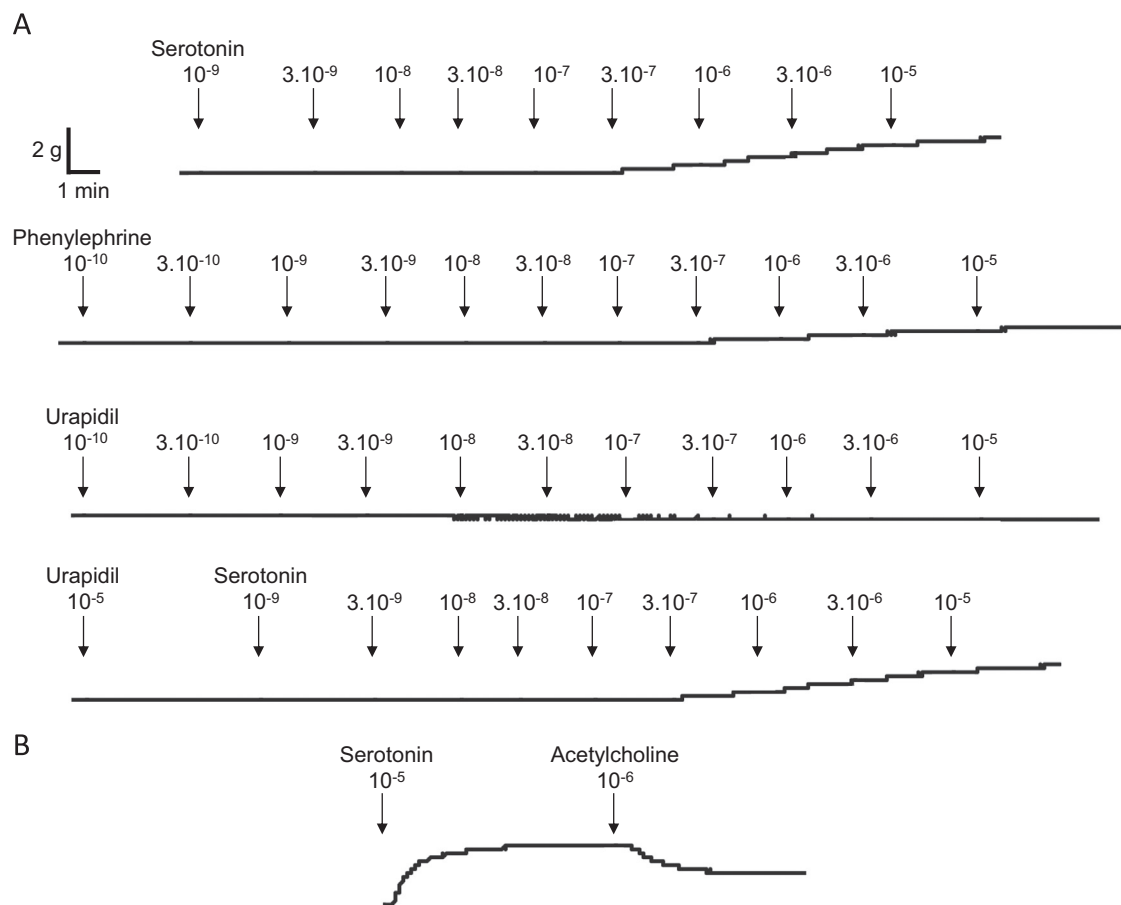 A
Serotonin
10⁻⁹ 3.10⁻⁹ 10⁻⁸ 3.10⁻⁸ 10⁻⁷ 3.10⁻⁷ 10⁻⁶ 3.10⁻⁶ 10⁻⁵
2 g
1 min
Phenylephrine
10⁻¹⁰ 3.10⁻¹⁰ 10⁻⁹ 3.10⁻⁹ 10⁻⁸ 3.10⁻⁸ 10⁻⁷ 3.10⁻⁷ 10⁻⁶ 3.10⁻⁶ 10⁻⁵
Urapidil
10⁻¹⁰ 3.10⁻¹⁰ 10⁻⁹ 3.10⁻⁹ 10⁻⁸ 3.10⁻⁸ 10⁻⁷ 3.10⁻⁷ 10⁻⁶ 3.10⁻⁶ 10⁻⁵
Urapidil Serotonin
10⁻⁵ 10⁻⁹ 3.10⁻⁹ 10⁻⁸ 3.10⁻⁸ 10⁻⁷ 3.10⁻⁷ 10⁻⁶ 3.10⁻⁶ 10⁻⁵
B
Serotonin Acetylcholine
10⁻⁵ 10⁻⁶